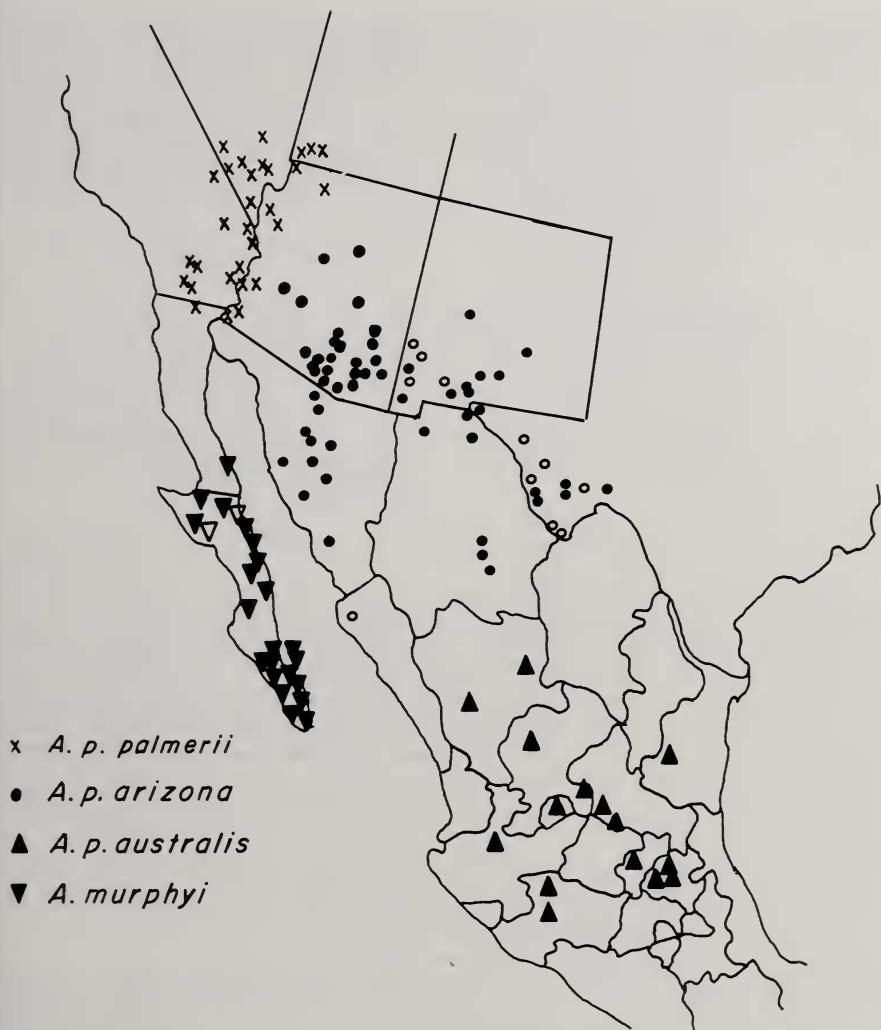 x A. p. palmerii
● A. p. arizona
▲ A. p. australis
▼ A. murphyi